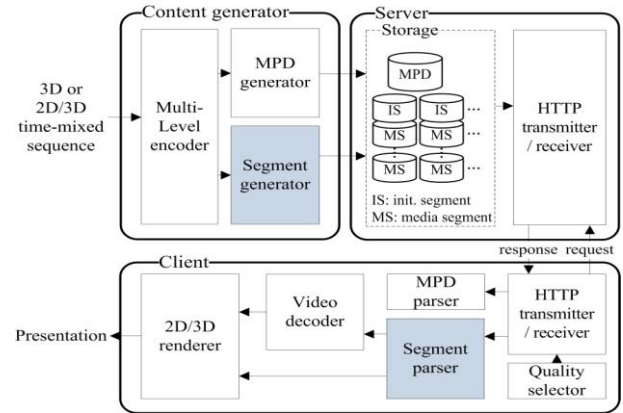 Content generator
Server
Storage
3D or
2D/3D
time-mixed
sequence
Multi-
Level
encoder
MPD
generator
Segment
generator
MPD
IS IS ...
MS MS ...
MS MS ...
IS: init. segment
MS: media segment
HTTP
transmitter
/ receiver
response request
Client
Presentation
2D/3D
renderer
Video
decoder
MPD
parser
Segment
parser
HTTP
transmitter
/receiver
Quality
selector